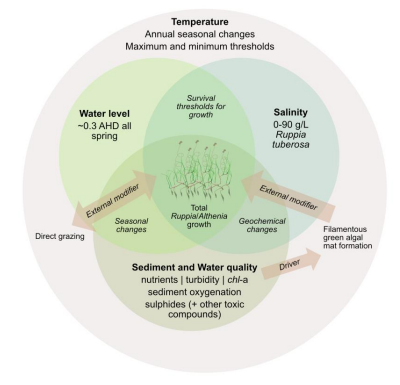 Temperature
Annual seasonal changes
Maximum and minimum thresholds
Water level
~0.3 AHD all
spring
Survival
thresholds for
growth
Salinity
0-90 g/L
Ruppia
tuberosa
External modifier
External modifier
Total
Ruppia/Althenia
growth
Seasonal
changes
Geochemical
changes
Direct grazing
Filamentous
green algal
mat formation
Sediment and Water quality
nutrients | turbidity | chl-a
sediment oxygenation
sulphides (+ other toxic
compounds)
Driver